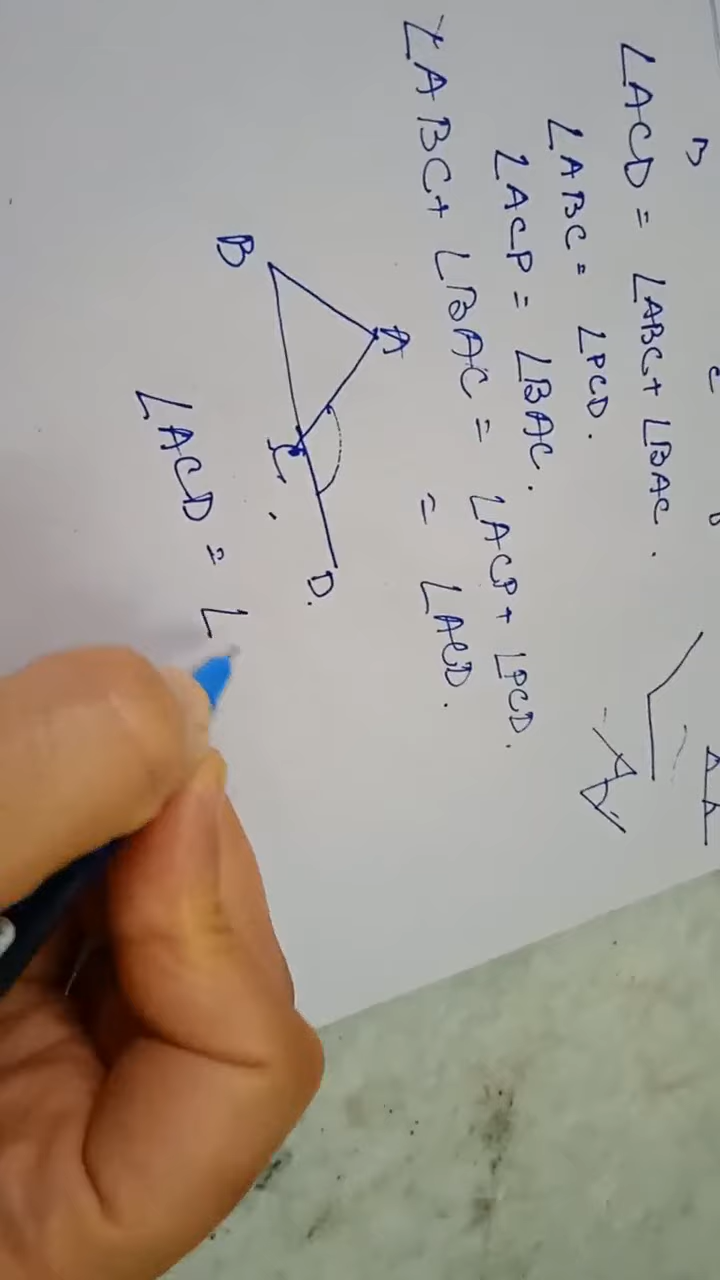 B C D
∠ACD = ∠ABC + ∠BAC.
∠ABC = ∠PCD.
∠ACP = ∠BAC.
∠ABC + ∠BAC = ∠ACP + ∠PCD.
= ∠ACD.
A
B
C
D.
∠ACD = ∠